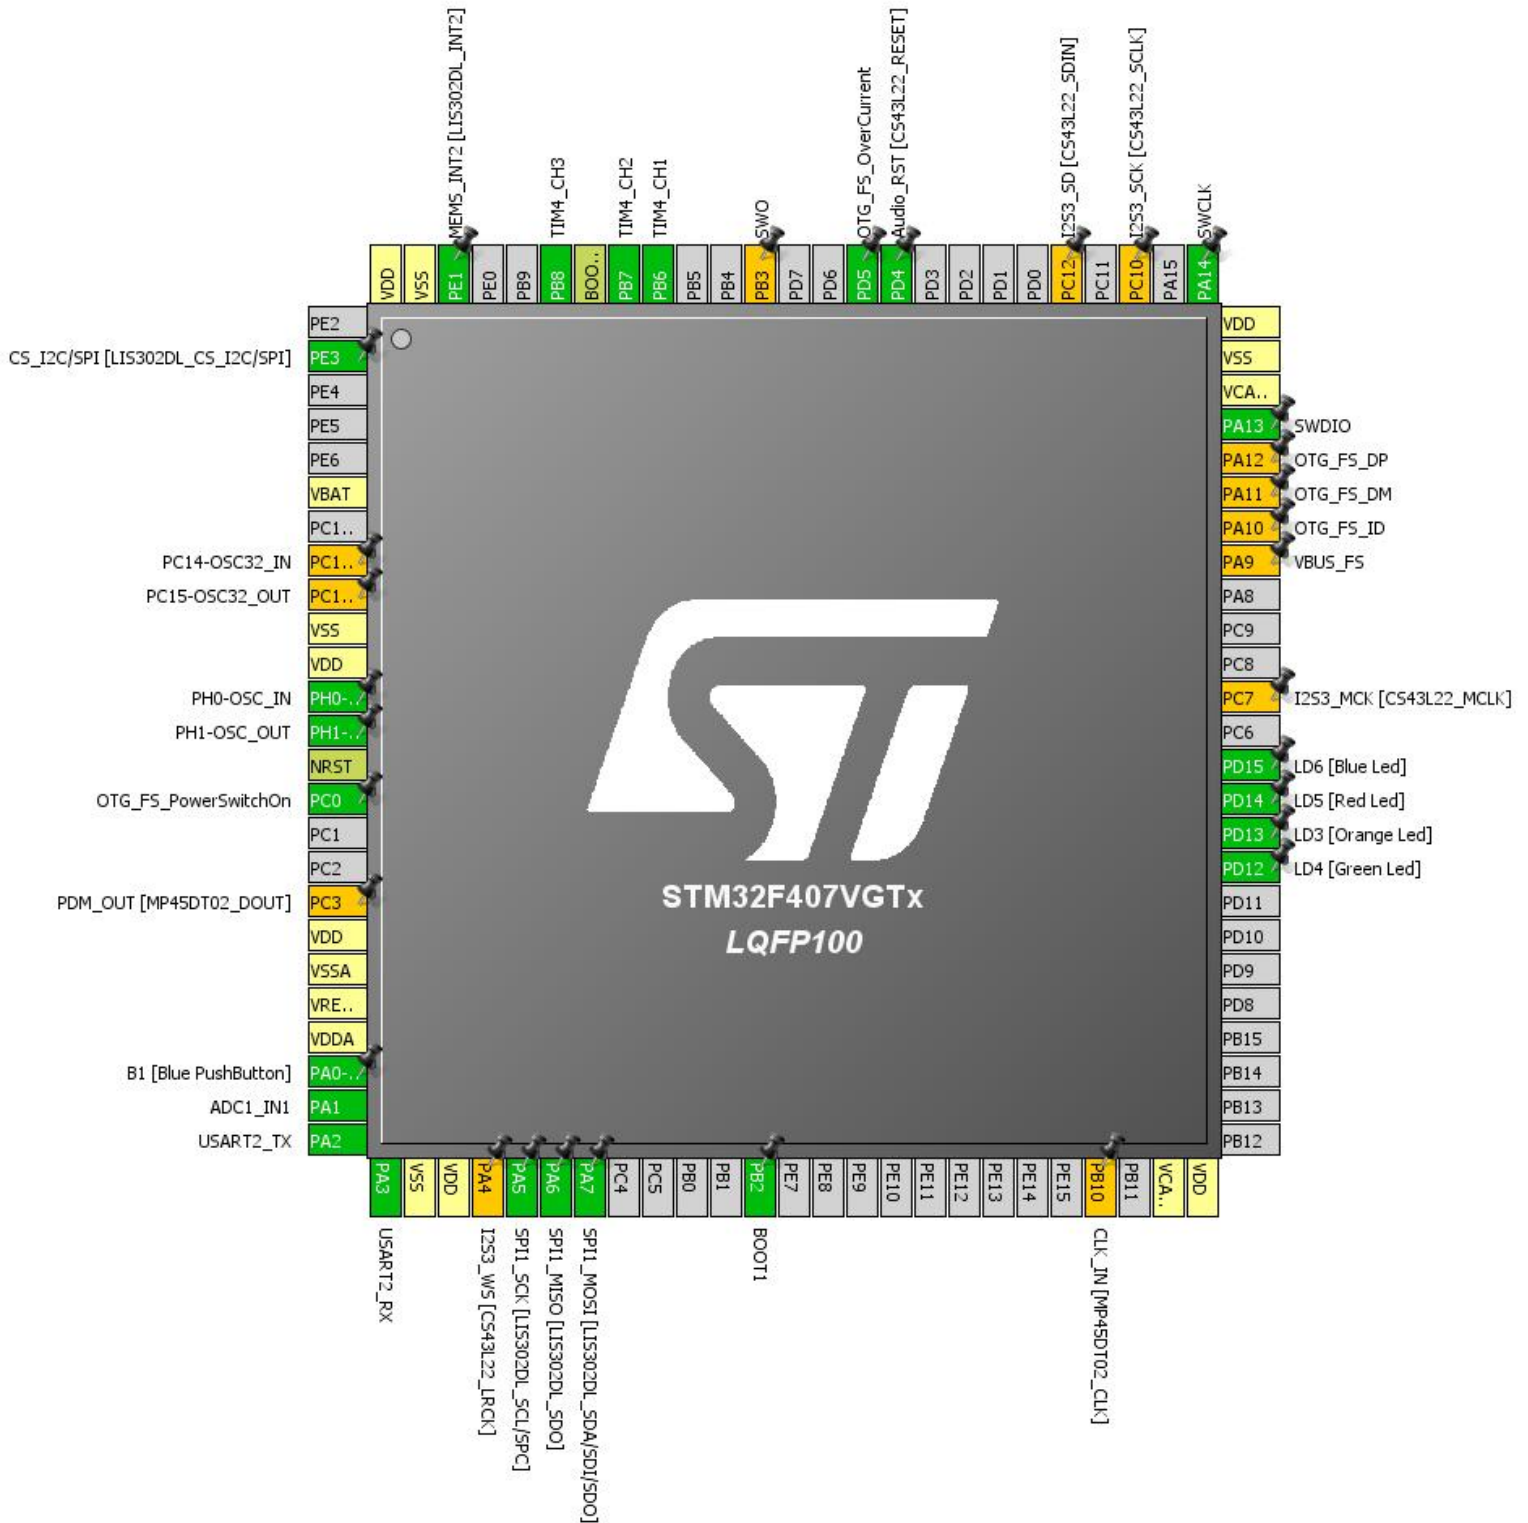 MEMS_INT2 [LIS302DL_INT2]
TIM4_CH3
TIM4_CH2
TIM4_CH1
SWO
OTG_FS_OverCurrent
Audio_RST [CS43L22_RESET]
I2S3_SD [CS43L22_SDIN]
I2S3_SCK [CS43L22_SCLK]
SWCLK
VDD
VSS
PE1
PE0
PB9
PB8
BOO..
PB7
PB6
PB5
PB4
PB3
PD7
PD6
PD5
PD4
PD3
PD2
PD1
PD0
PC12
PC11
PC10
PA15
PA14
PE2
CS_I2C/SPI [LIS302DL_CS_I2C/SPI] PE3
PE4
PE5
PE6
VBAT
PC1..
PC14-OSC32_IN PC1..
PC15-OSC32_OUT PC1..
VSS
VDD
PH0-OSC_IN PH0-..
PH1-OSC_OUT PH1-..
NRST
OTG_FS_PowerSwitchOn PC0
PC1
PC2
PDM_OUT [MP45DT02_DOUT] PC3
VDD
VSSA
VRE..
VDDA
B1 [Blue PushButton] PA0-..
ADC1_IN1 PA1
USART2_TX PA2
ST
STM32F407VGTx
LQFP100
VDD
VSS
VCA..
PA13 SWDIO
PA12 OTG_FS_DP
PA11 OTG_FS_DM
PA10 OTG_FS_ID
PA9 VBUS_FS
PA8
PC9
PC8
PC7 I2S3_MCK [CS43L22_MCLK]
PC6
PD15 LD6 [Blue Led]
PD14 LD5 [Red Led]
PD13 LD3 [Orange Led]
PD12 LD4 [Green Led]
PD11
PD10
PD9
PD8
PB15
PB14
PB13
PB12
PA3
VSS
VDD
PA4
PA5
PA6
PA7
PC4
PC5
PB0
PB1
PB2
PE7
PE8
PE9
PE10
PE11
PE12
PE13
PE14
PE15
PB10
PB11
VCA..
VDD
USART2_RX
I2S3_WS [CS43L22_LRCK]
SPI1_SCK [LIS302DL_SCL/SPC]
SPI1_MISO [LIS302DL_SDO]
SPI1_MOSI [LIS302DL_SDA/SDI/SDO]
BOOT1
CLK_IN [MP45DT02_CLK]